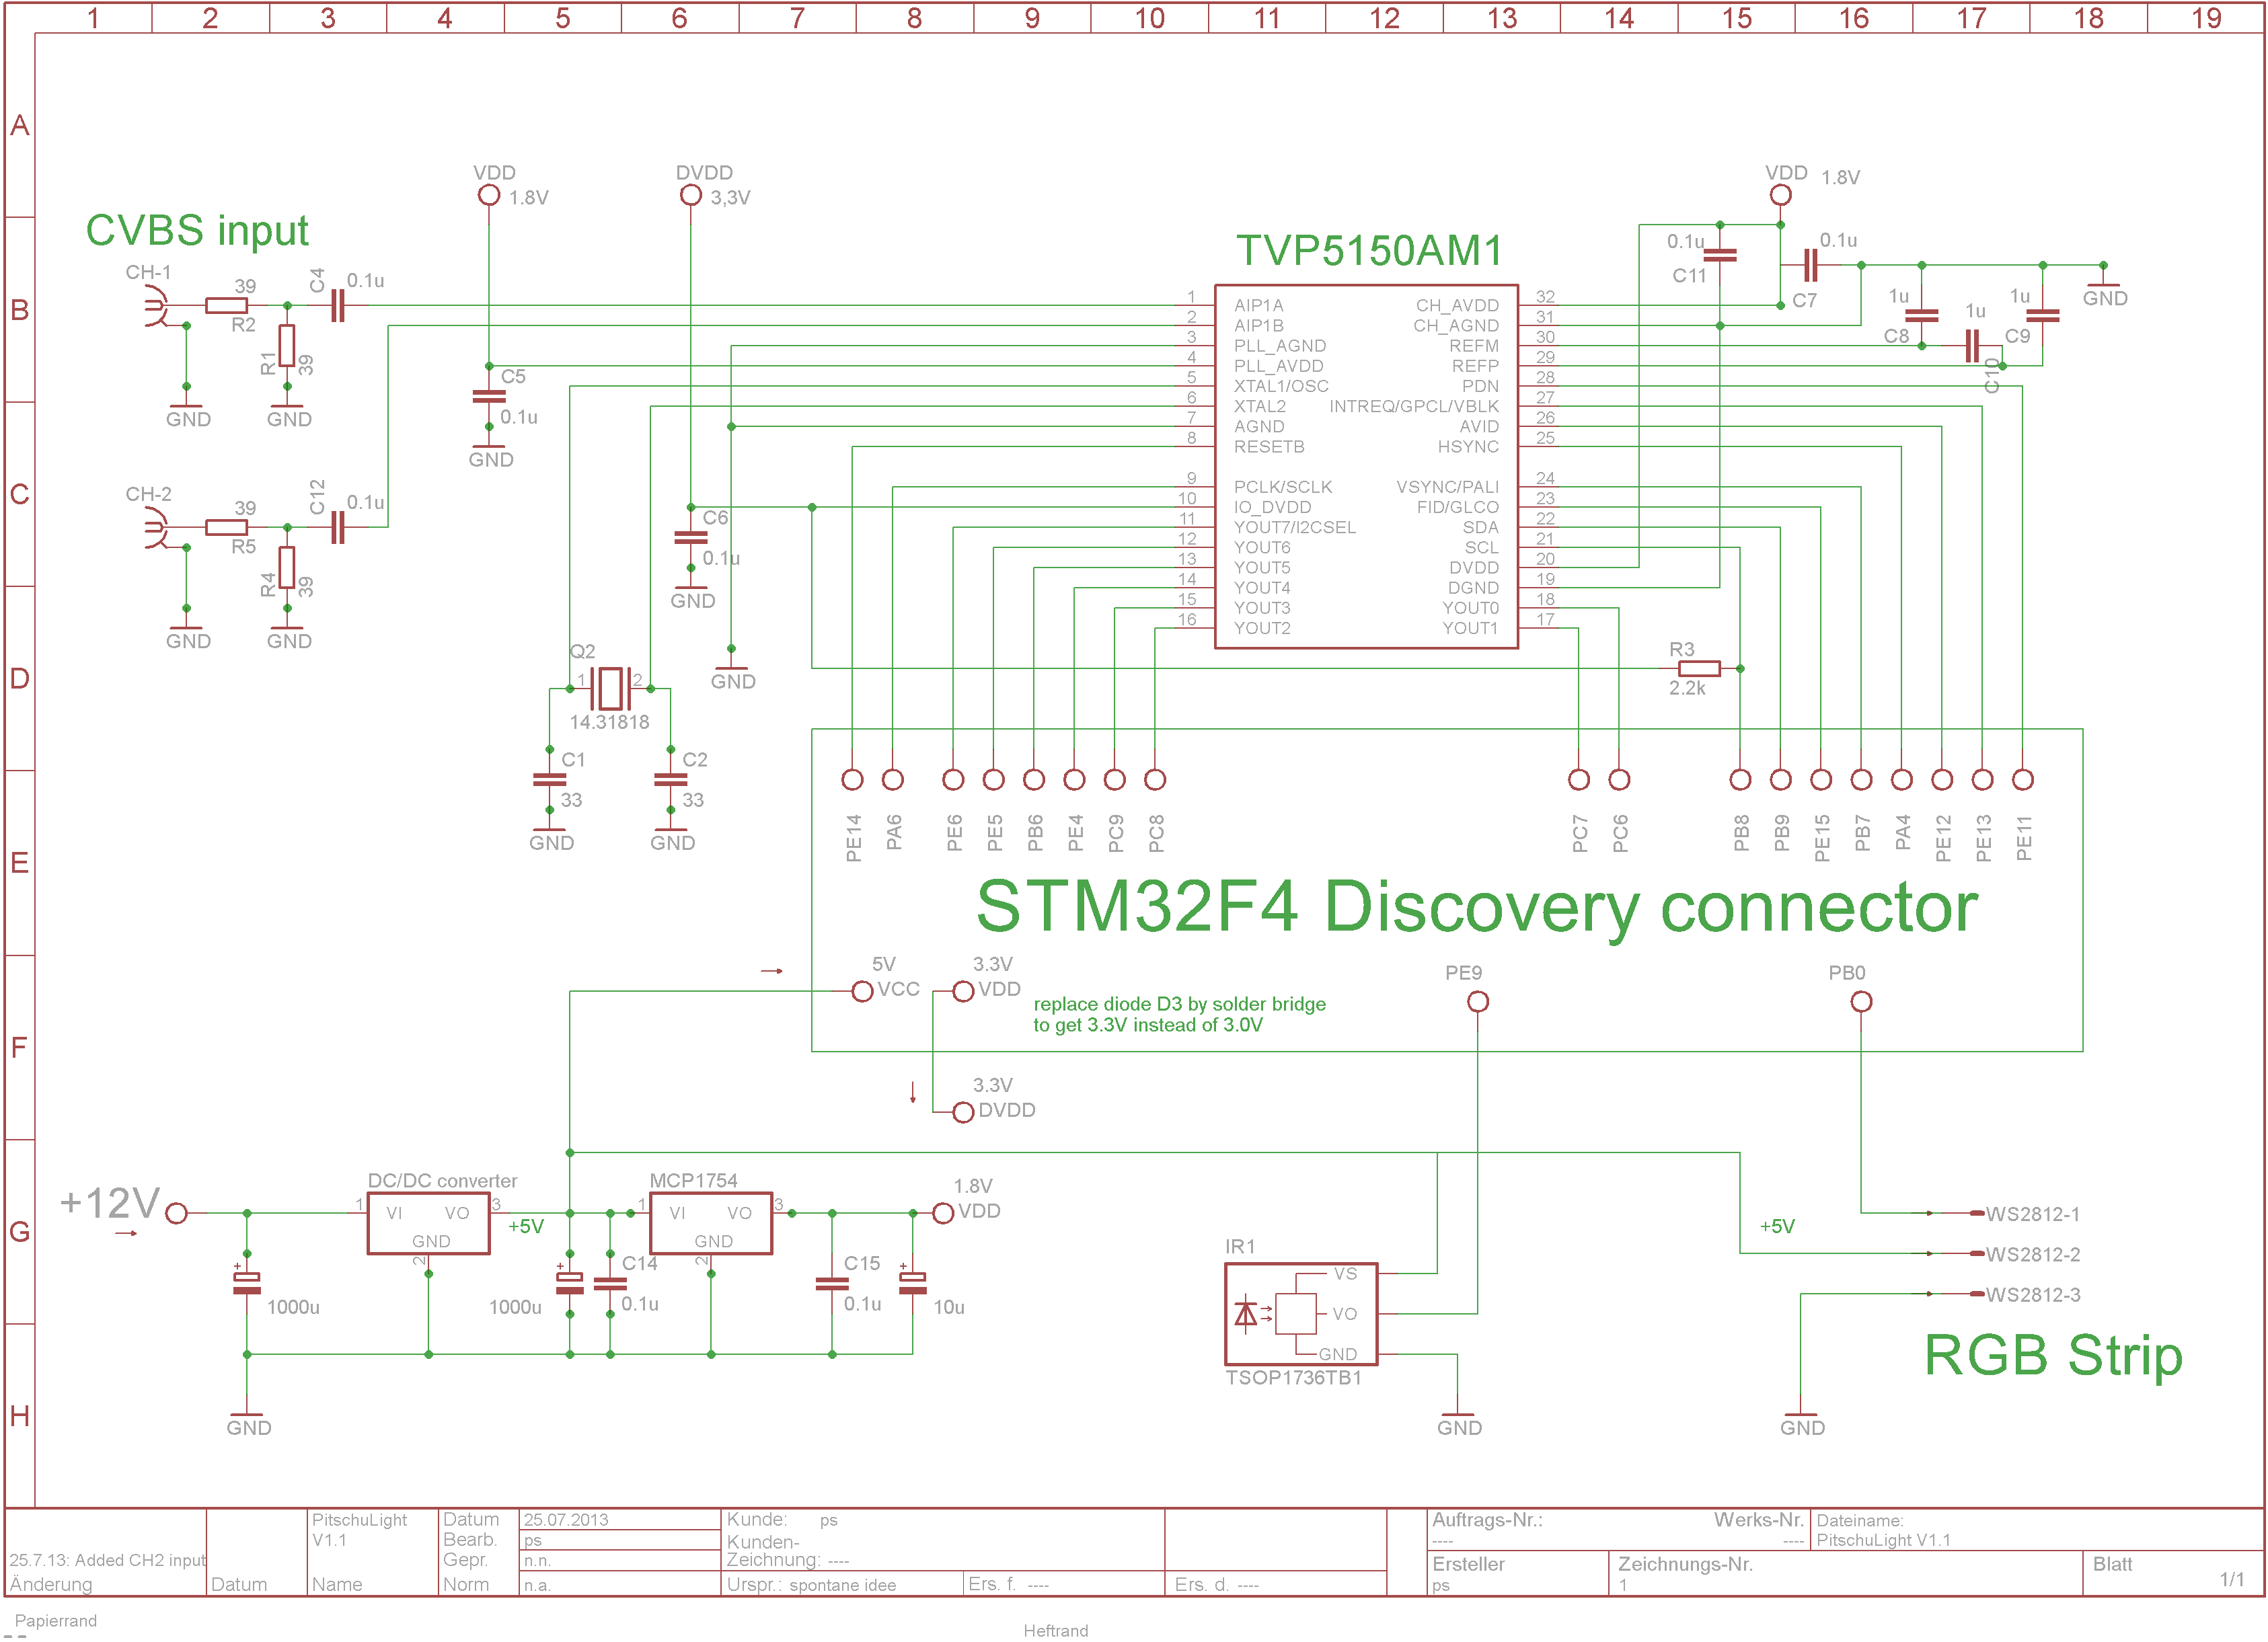 1 2 3 4 5 6 7 8 9 10 11 12 13 14 15 16 17 18 19
A
B
C
D
E
F
G
H
CVBS input
CH-1
39
R2
R1
39
C4
0.1u
GND
GND
CH-2
39
R5
R4
39
C12
0.1u
GND
GND
VDD
1.8V
C5
0.1u
GND
DVDD
3,3V
C6
0.1u
GND
GND
Q2
1
2
14.31818
C1
33
GND
C2
33
GND
TVP5150AM1
1 AIP1A
2 AIP1B
3 PLL_AGND
4 PLL_AVDD
5 XTAL1/OSC
6 XTAL2
7 AGND
8 RESETB
9 PCLK/SCLK
10 IO_DVDD
11 YOUT7/I2CSEL
12 YOUT6
13 YOUT5
14 YOUT4
15 YOUT3
16 YOUT2
CH_AVDD 32
CH_AGND 31
REFM 30
REFP 29
PDN 28
INTREQ/GPCL/VBLK 27
AVID 26
HSYNC 25
VSYNC/PALI 24
FID/GLCO 23
SDA 22
SCL 21
DVDD 20
DGND 19
YOUT0 18
YOUT1 17
VDD 1.8V
0.1u
C11
0.1u
C7
1u
C8
1u
C10
1u
C9
GND
R3
2.2k
PE14
PA6
PE6
PE5
PB6
PE4
PC9
PC8
PC7
PC6
PB8
PB9
PE15
PB7
PA4
PE12
PE13
PE11
STM32F4 Discovery connector
5V
VCC
3.3V
VDD
replace diode D3 by solder bridge
to get 3.3V instead of 3.0V
PE9
PB0
3.3V
DVDD
+12V
DC/DC converter
1 VI VO 3
GND
2
+5V
MCP1754
1 VI VO 3
GND
2
1.8V
VDD
+
1000u
+
1000u
C14
0.1u
C15
0.1u
+
10u
GND
IR1
VS
VO
GND
TSOP1736TB1
GND
+5V
WS2812-1
WS2812-2
WS2812-3
RGB Strip
GND
25.7.13: Added CH2 input
Änderung
Datum
PitschuLight
V1.1
Name
Datum 25.07.2013
Bearb. ps
Gepr. n.n.
Norm n.a.
Kunde: ps
Kunden-
Zeichnung: ----
Urspr.: spontane idee
Ers. f. ----
Ers. d. ----
Auftrags-Nr.:
----
Werks-Nr.
----
Dateiname:
PitschuLight V1.1
Ersteller
ps
Zeichnungs-Nr.
1
Blatt
1/1
Papierrand
Heftrand